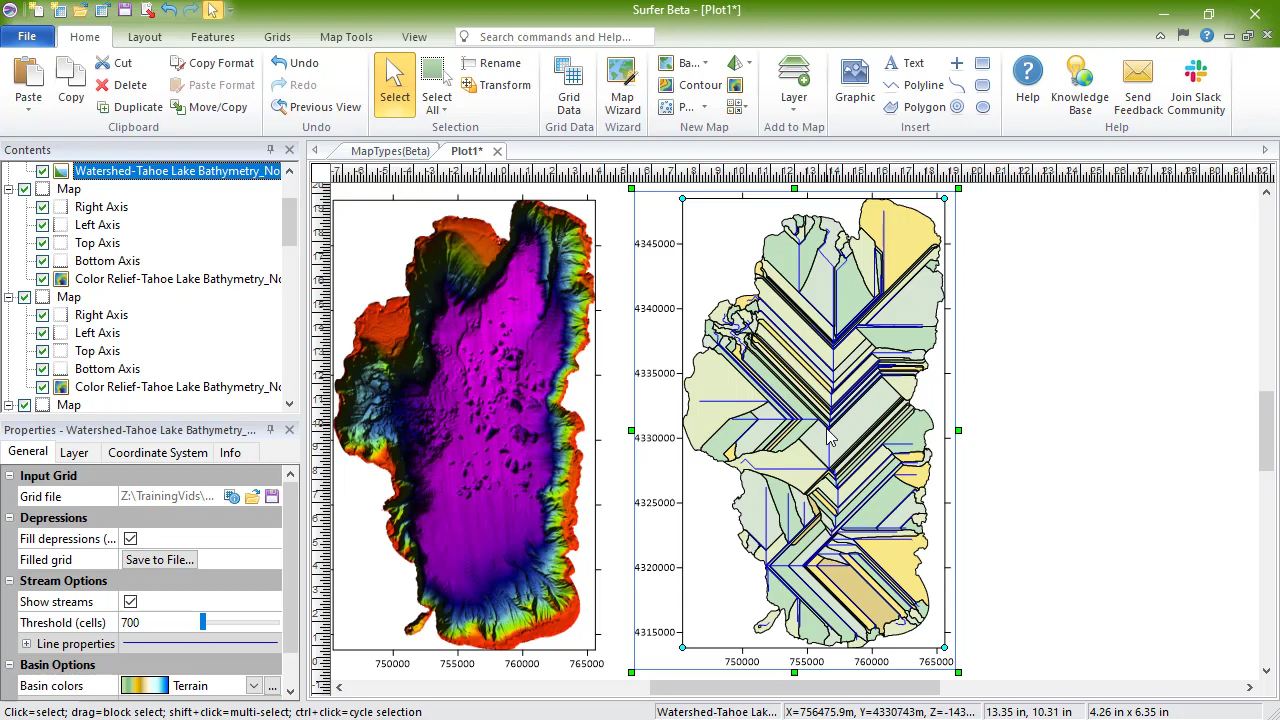 Surfer Beta - [Plot1*]
File Home Layout Features Grids Map Tools View Search commands and Help...
Paste Cut Copy Format Undo Select Select All Rename Grid Data Map Wizard Ba... Layer Graphic Text Help Knowledge Base Send Feedback Join Slack Community
Copy Delete Paste Format Redo Transform Contour Polyline
Duplicate Move/Copy Previous View P... Polygon
Clipboard Undo Selection Grid Data Wizard New Map Add to Map Insert Help
Contents
MapTypes(Beta) Plot1*
Watershed-Tahoe Lake Bathymetry_No
Map
Right Axis
Left Axis
Top Axis
Bottom Axis
Color Relief-Tahoe Lake Bathymetry_No
Map
Right Axis
Left Axis
Top Axis
Bottom Axis
Color Relief-Tahoe Lake Bathymetry_No
Map
Properties - Watershed-Tahoe Lake Bathymetry_...
General Layer Coordinate System Info
Input Grid
Grid file Z:\TrainingVids\...
Depressions
Fill depressions (...
Filled grid Save to File...
Stream Options
Show streams
Threshold (cells) 700
Line properties
Basin Options
Basin colors Terrain ...
4345000
4340000
4335000
4330000
4325000
4320000
4315000
750000 755000 760000 765000
750000 755000 760000 765000
Click=select; drag=block select; shift+click=multi-select; ctrl+click=cycle selection Watershed-Tahoe Lak... X=756475.9m, Y=4330743m, Z=-143... 13.35 in, 10.31 in 4.26 in x 6.35 in